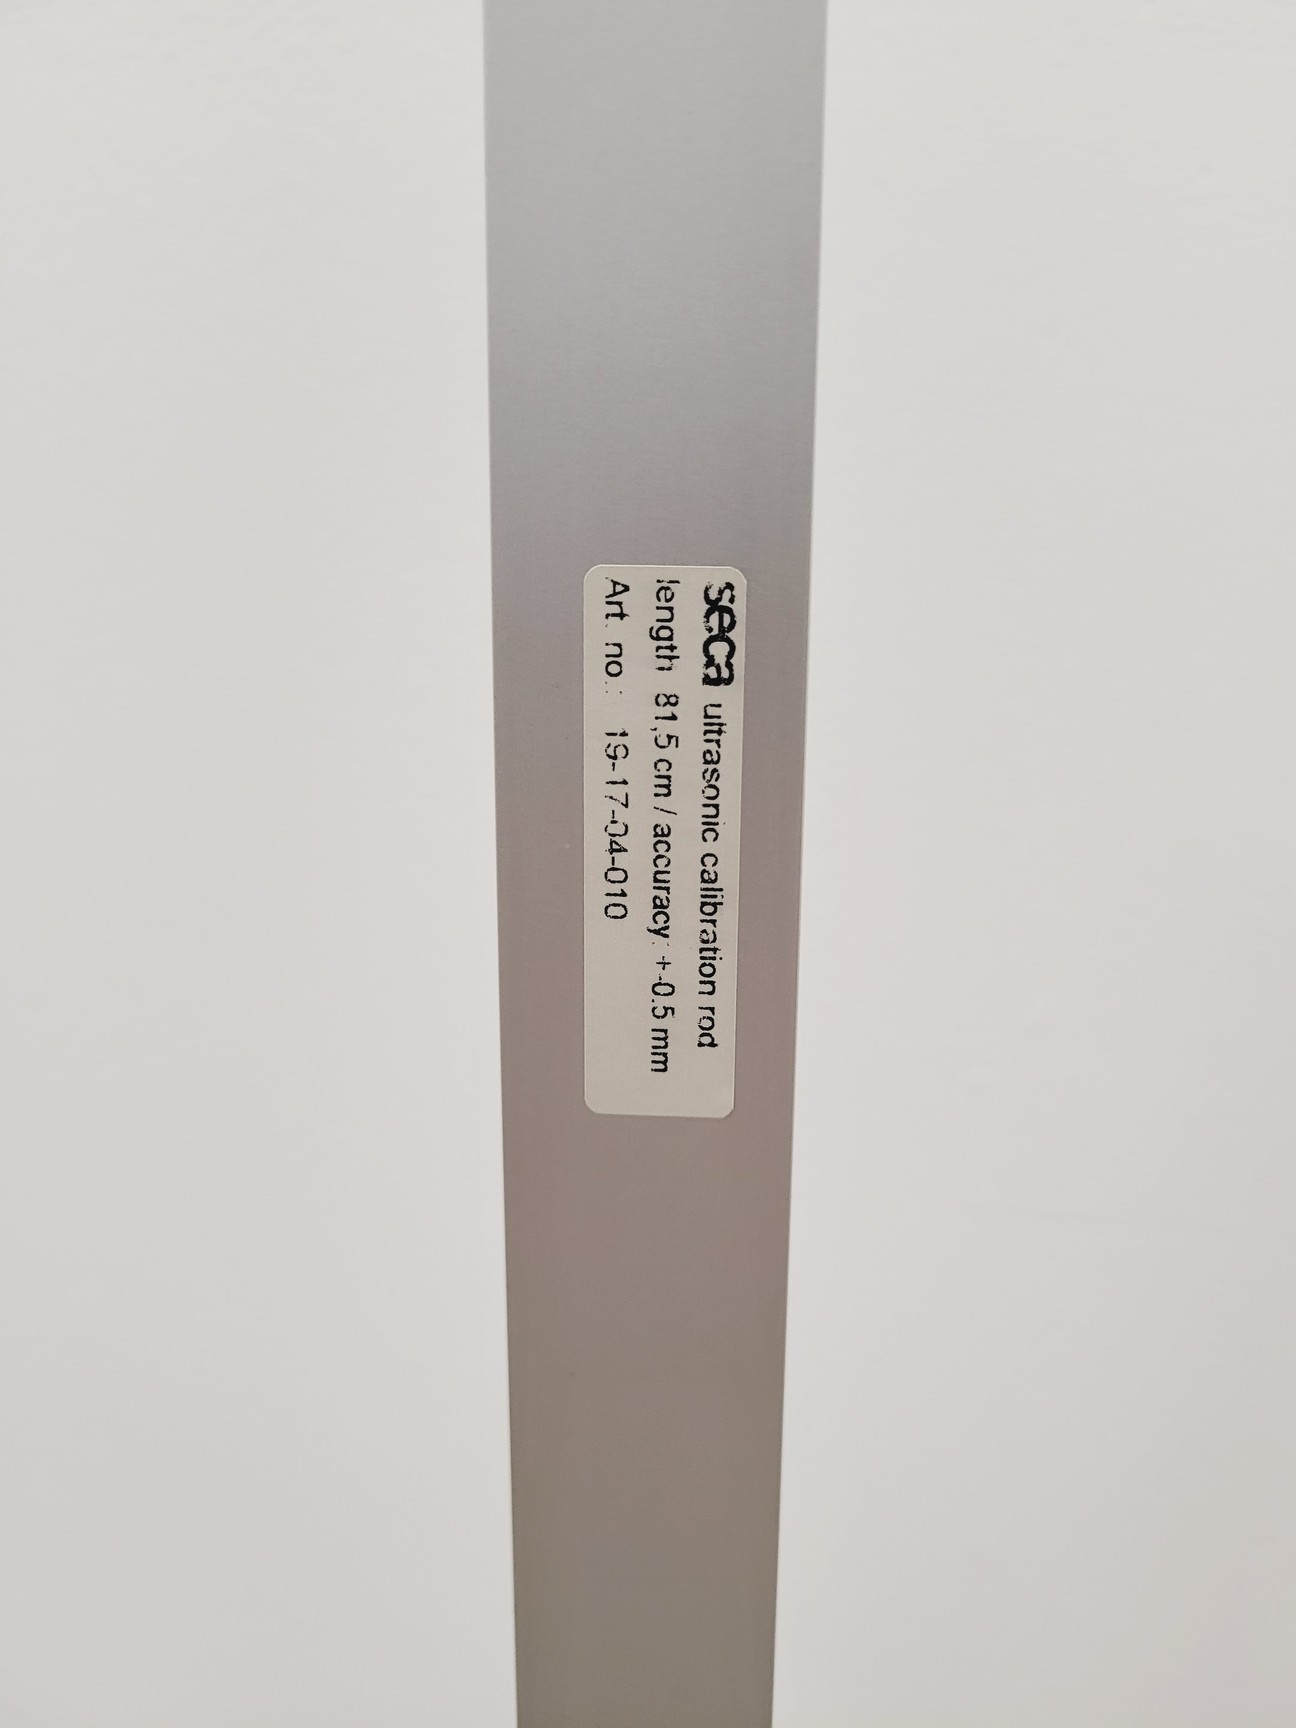 seca ultrasonic calibration rod
length 81,5 cm / accuracy: +-0.5 mm
Art. no.: 19-17-04-010